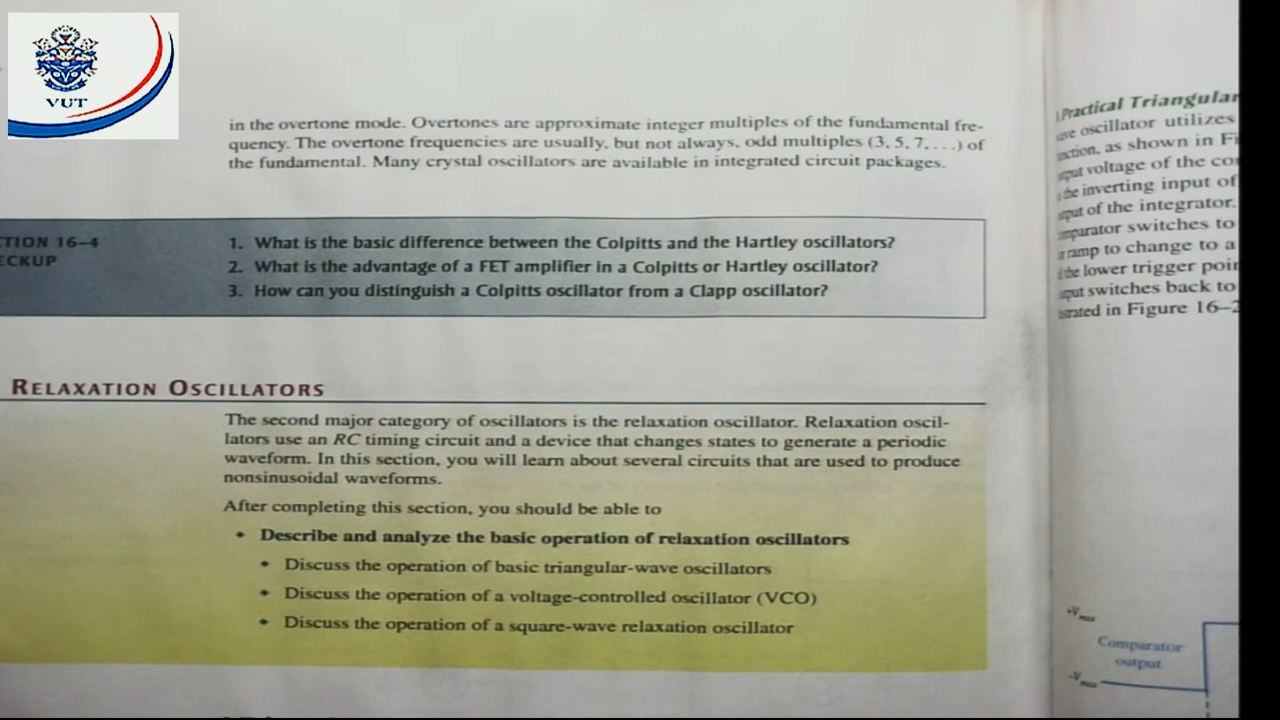 VUT
in the overtone mode. Overtones are approximate integer multiples of the fundamental fre-
quency. The overtone frequencies are usually, but not always, odd multiples (3, 5, 7, . . .) of
the fundamental. Many crystal oscillators are available in integrated circuit packages.
TION 16–4
ECKUP
1. What is the basic difference between the Colpitts and the Hartley oscillators?
2. What is the advantage of a FET amplifier in a Colpitts or Hartley oscillator?
3. How can you distinguish a Colpitts oscillator from a Clapp oscillator?
RELAXATION OSCILLATORS
The second major category of oscillators is the relaxation oscillator. Relaxation oscil-
lators use an RC timing circuit and a device that changes states to generate a periodic
waveform. In this section, you will learn about several circuits that are used to produce
nonsinusoidal waveforms.
After completing this section, you should be able to
• Describe and analyze the basic operation of relaxation oscillators
• Discuss the operation of basic triangular-wave oscillators
• Discuss the operation of a voltage-controlled oscillator (VCO)
• Discuss the operation of a square-wave relaxation oscillator
Practical Triangular
oscillator utilizes
as shown in Fi
voltage of the co
the inverting input of
of the integrator.
switches to
ramp to change to a
the lower trigger poi
switches back to
in Figure 16–2
+Vmax
Comparator
output
-Vmax